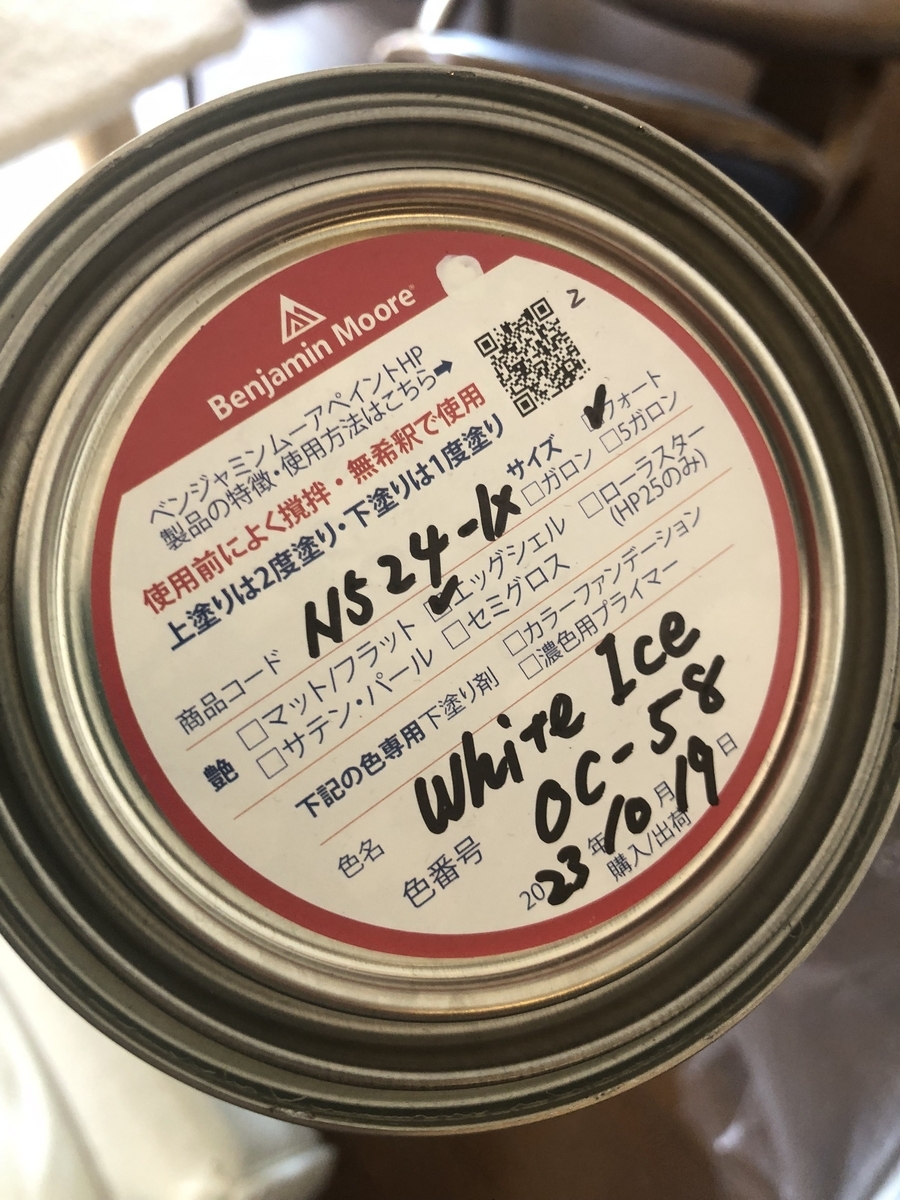 Benjamin Moore®
ベンジャミンムーアペイントHP
製品の特徴・使用方法はこちら➡
2
使用前によく撹拌・無希釈で使用
上塗りは2度塗り・下塗りは1度塗り
商品コード N524-1x
サイズ ☑クォート
□ガロン □5ガロン
艶 □マット/フラット ☑エッグシェル □ローラスター
□サテン・パール □セミグロス (HP25のみ)
下記の色専用下塗り剤 □カラーファンデーション
□濃色用プライマー
色名 White Ice
色番号 OC-58
2023年10月19日
購入/出荷